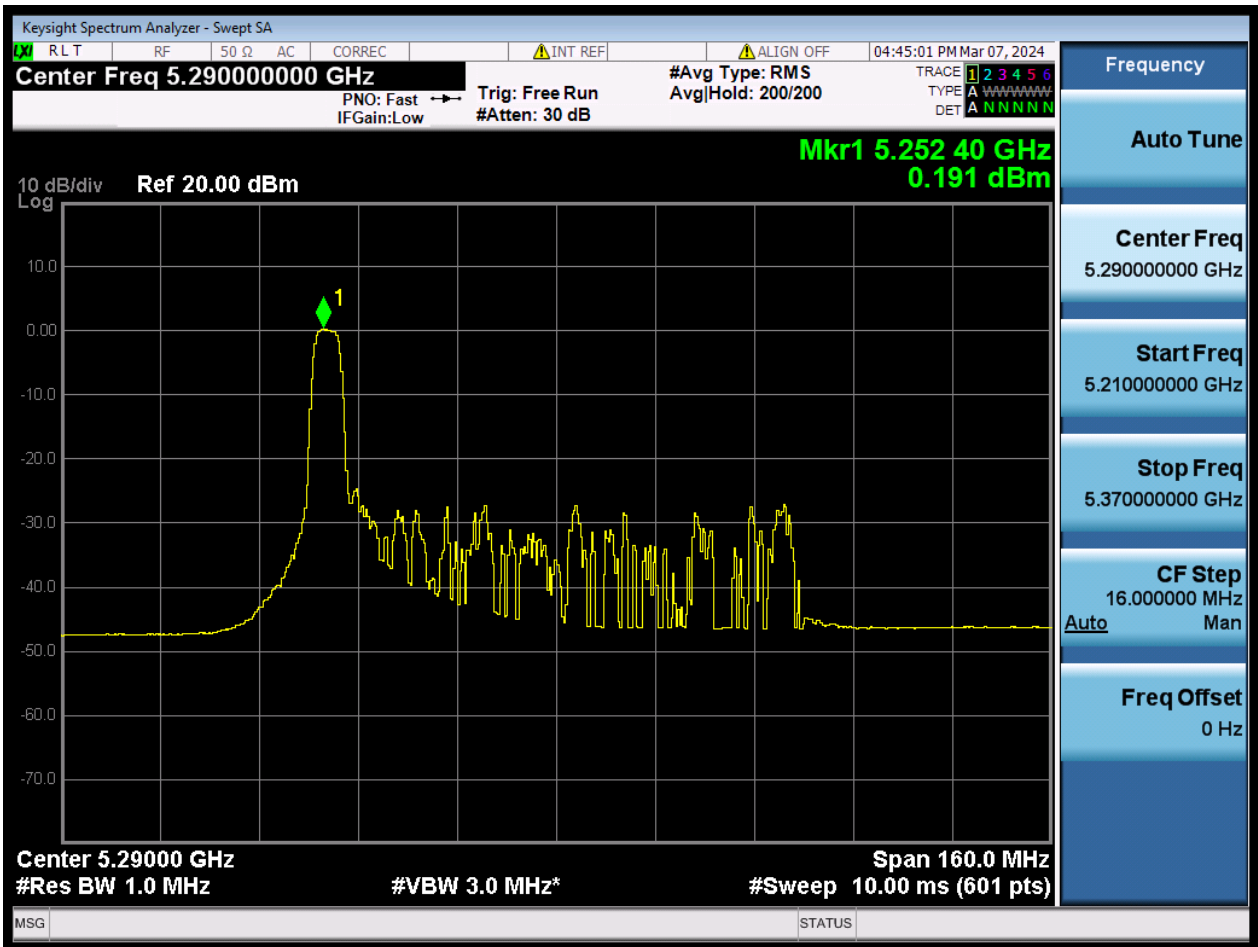 Keysight Spectrum Analyzer - Swept SA
LXI RLT RF 50 Ω AC CORREC INT REF ALIGN OFF 04:45:01 PM Mar 07, 2024
Center Freq 5.290000000 GHz
PNO: Fast
IFGain:Low
Trig: Free Run
#Atten: 30 dB
#Avg Type: RMS
Avg|Hold: 200/200
TRACE 1 2 3 4 5 6
TYPE A WWWWW
DET A N N N N N
Mkr1 5.252 40 GHz
0.191 dBm
10 dB/div Ref 20.00 dBm
Log
10.0
0.00
-10.0
-20.0
-30.0
-40.0
-50.0
-60.0
-70.0
1
Center 5.29000 GHz Span 160.0 MHz
#Res BW 1.0 MHz #VBW 3.0 MHz* #Sweep 10.00 ms (601 pts)
MSG STATUS
Frequency
Auto Tune
Center Freq
5.290000000 GHz
Start Freq
5.210000000 GHz
Stop Freq
5.370000000 GHz
CF Step
16.000000 MHz
Auto Man
Freq Offset
0 Hz